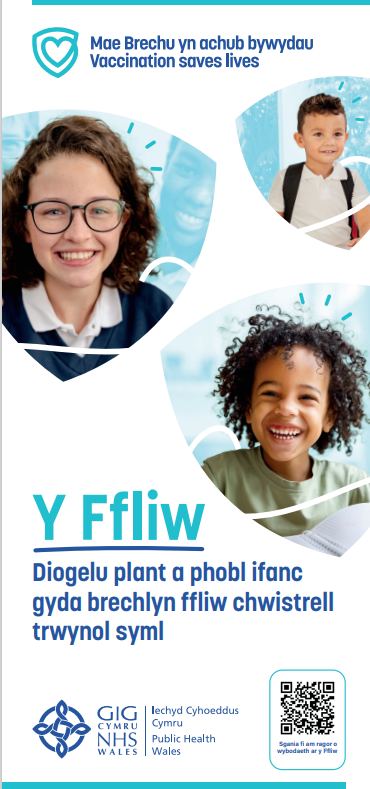 Mae Brechu yn achub bywydau
Vaccination saves lives
Y Ffliw
Diogelu plant a phobl ifanc
gyda brechlyn ffliw chwistrell
trwynol syml
GIG
CYMRU
NHS
WALES
Iechyd Cyhoeddus
Cymru
Public Health
Wales
Sgania fi am ragor o
wybodaeth ar y Ffliw